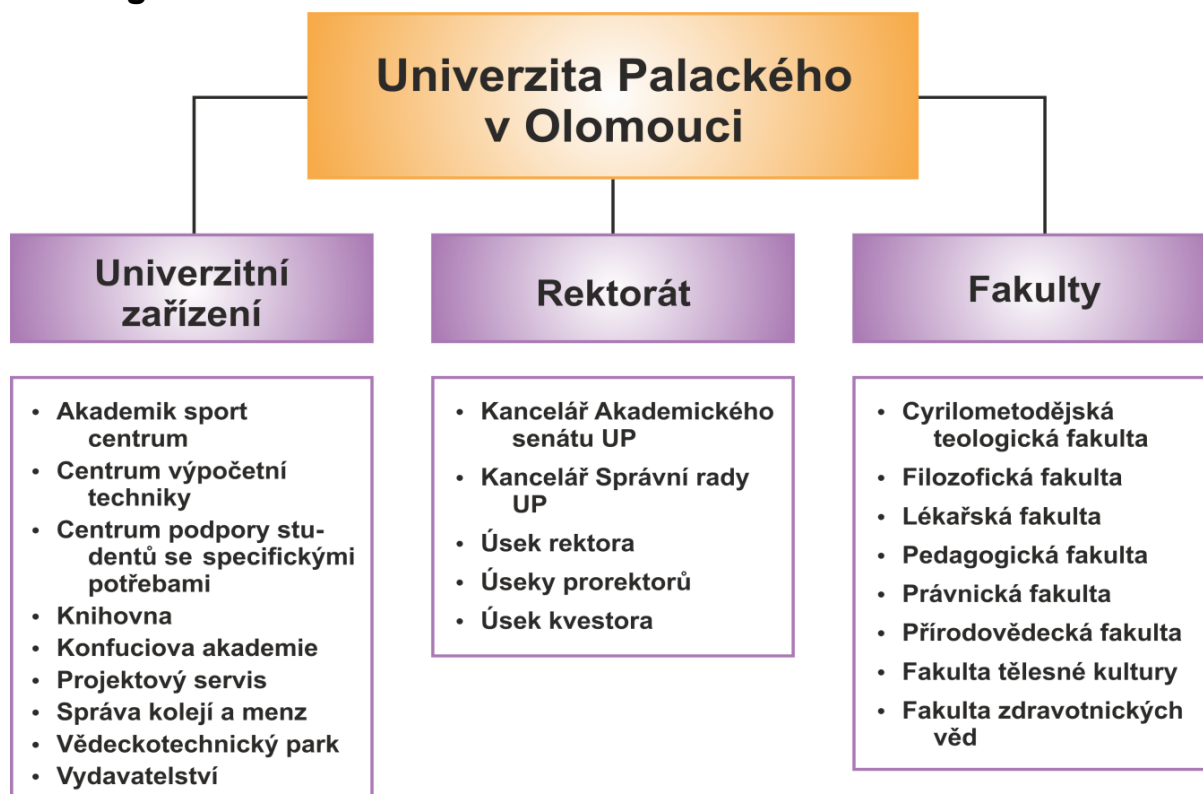 Univerzita Palackého
v Olomouci
Univerzitní
zařízení
Rektorát
Fakulty
• Akademik sport
centrum
• Centrum výpočetní
techniky
• Centrum podpory stu-
dentů se specifickými
potřebami
• Knihovna
• Konfuciova akademie
• Projektový servis
• Správa kolejí a menz
• Vědeckotechnický park
• Vydavatelství
• Kancelář Akademického
senátu UP
• Kancelář Správní rady
UP
• Úsek rektora
• Úseky prorektorů
• Úsek kvestora
• Cyrilometodějská
teologická fakulta
• Filozofická fakulta
• Lékařská fakulta
• Pedagogická fakulta
• Právnická fakulta
• Přírodovědecká fakulta
• Fakulta tělesné kultury
• Fakulta zdravotnických
věd